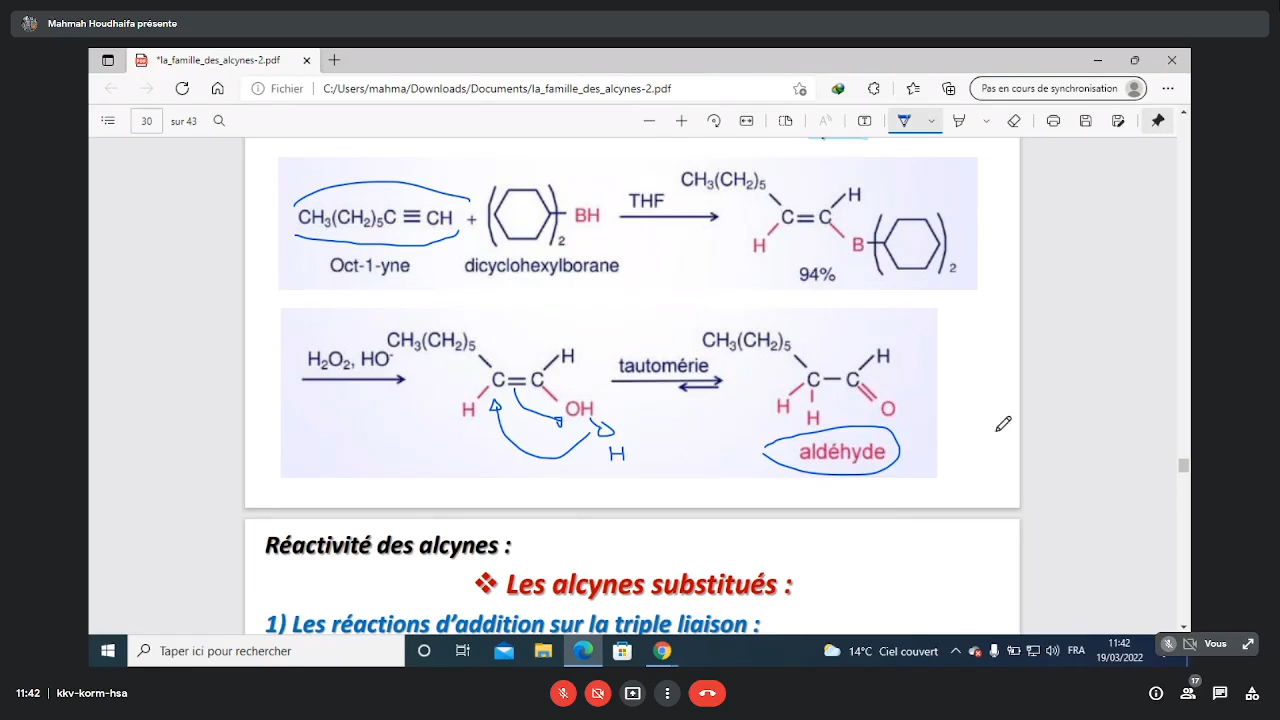 Mahmah Houdhaifa présente
*la_famille_des_alcynes-2.pdf
Fichier C:/Users/mahma/Downloads/Documents/la_famille_des_alcynes-2.pdf Pas en cours de synchronisation
30 sur 43
CH₃(CH₂)₅C≡CH + ( )₂ BH THF CH₃(CH₂)₅ H C=C H B ( )₂
Oct-1-yne dicyclohexylborane 94%
H₂O₂, HO⁻ CH₃(CH₂)₅ H C=C H OH tautomérie CH₃(CH₂)₅ H C–C H H O
H aldéhyde
Réactivité des alcynes :
❖ Les alcynes substitués :
1) Les réactions d’addition sur la triple liaison :
Taper ici pour rechercher 14°C Ciel couvert FRA 11:42 19/03/2022
Vous
11:42 kkv-korm-hsa 17